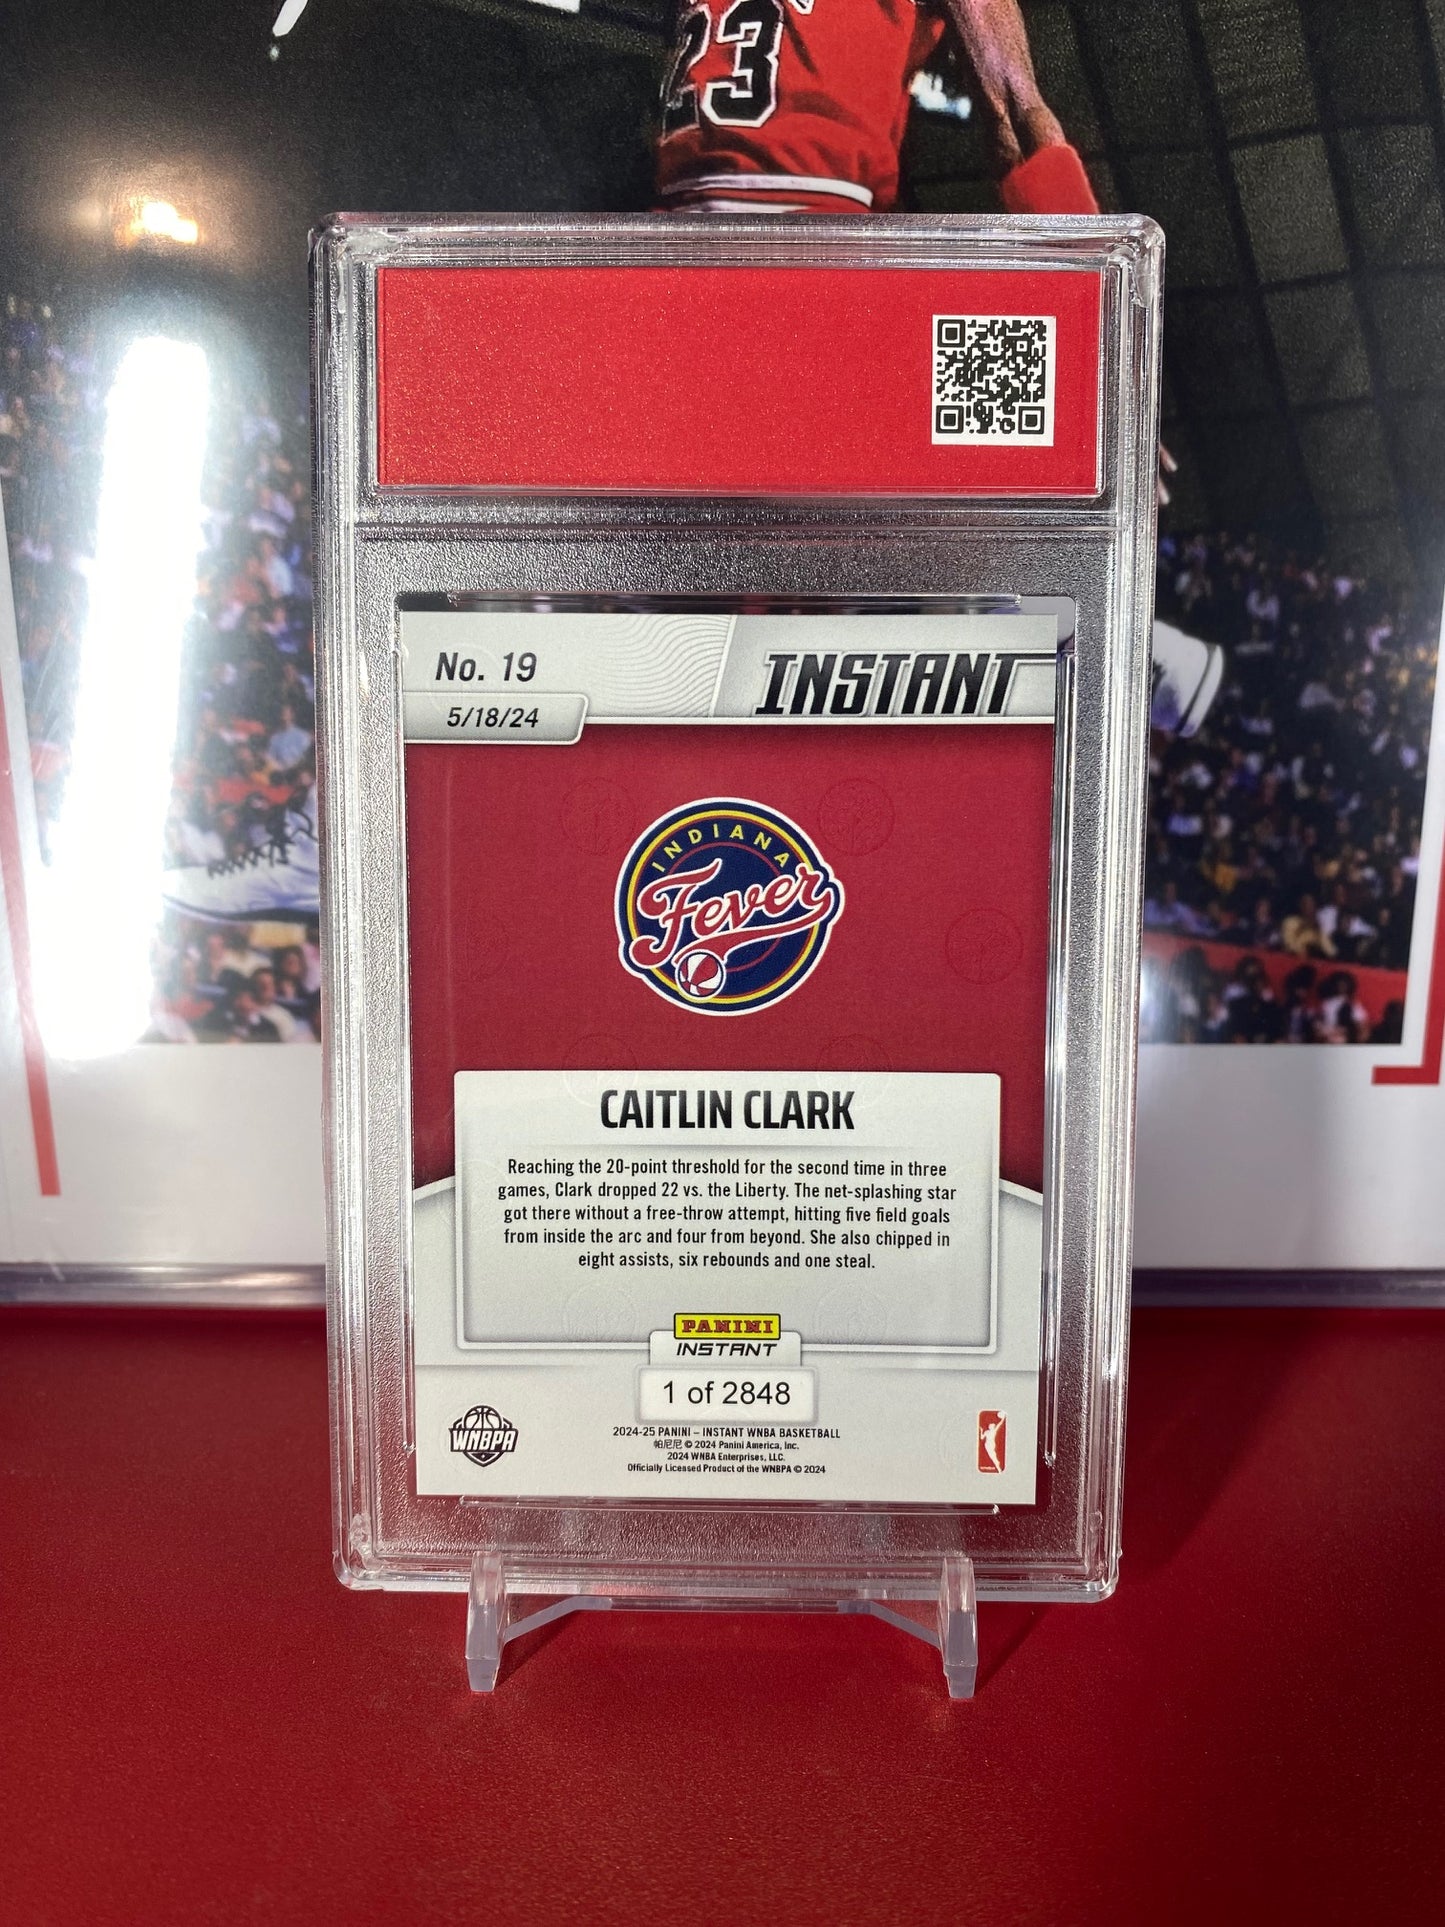 23
No. 19
INSTANT
5/18/24
INDIANA
Fever
CAITLIN CLARK
Reaching the 20-point threshold for the second time in three
games, Clark dropped 22 vs. the Liberty. The net-splashing star
got there without a free-throw attempt, hitting five field goals
from inside the arc and four from beyond. She also chipped in
eight assists, six rebounds and one steal.
PANINI
INSTANT
1 of 2848
WNBPA
2024-25 PANINI – INSTANT WNBA BASKETBALL
帕尼尼 © 2024 Panini America, Inc.
2024 WNBA Enterprises, LLC.
Officially Licensed Product of the WNBPA © 2024